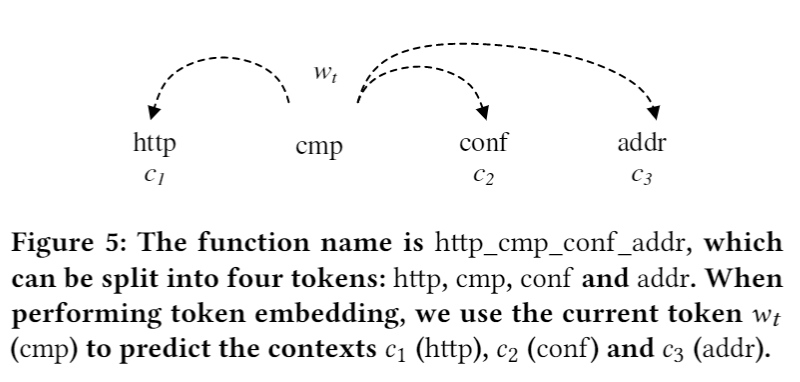 w_t
http cmp conf addr
c_1 c_2 c_3
Figure 5: The function name is http_cmp_conf_addr, which
can be split into four tokens: http, cmp, conf and addr. When
performing token embedding, we use the current token w_t
(cmp) to predict the contexts c_1 (http), c_2 (conf) and c_3 (addr).